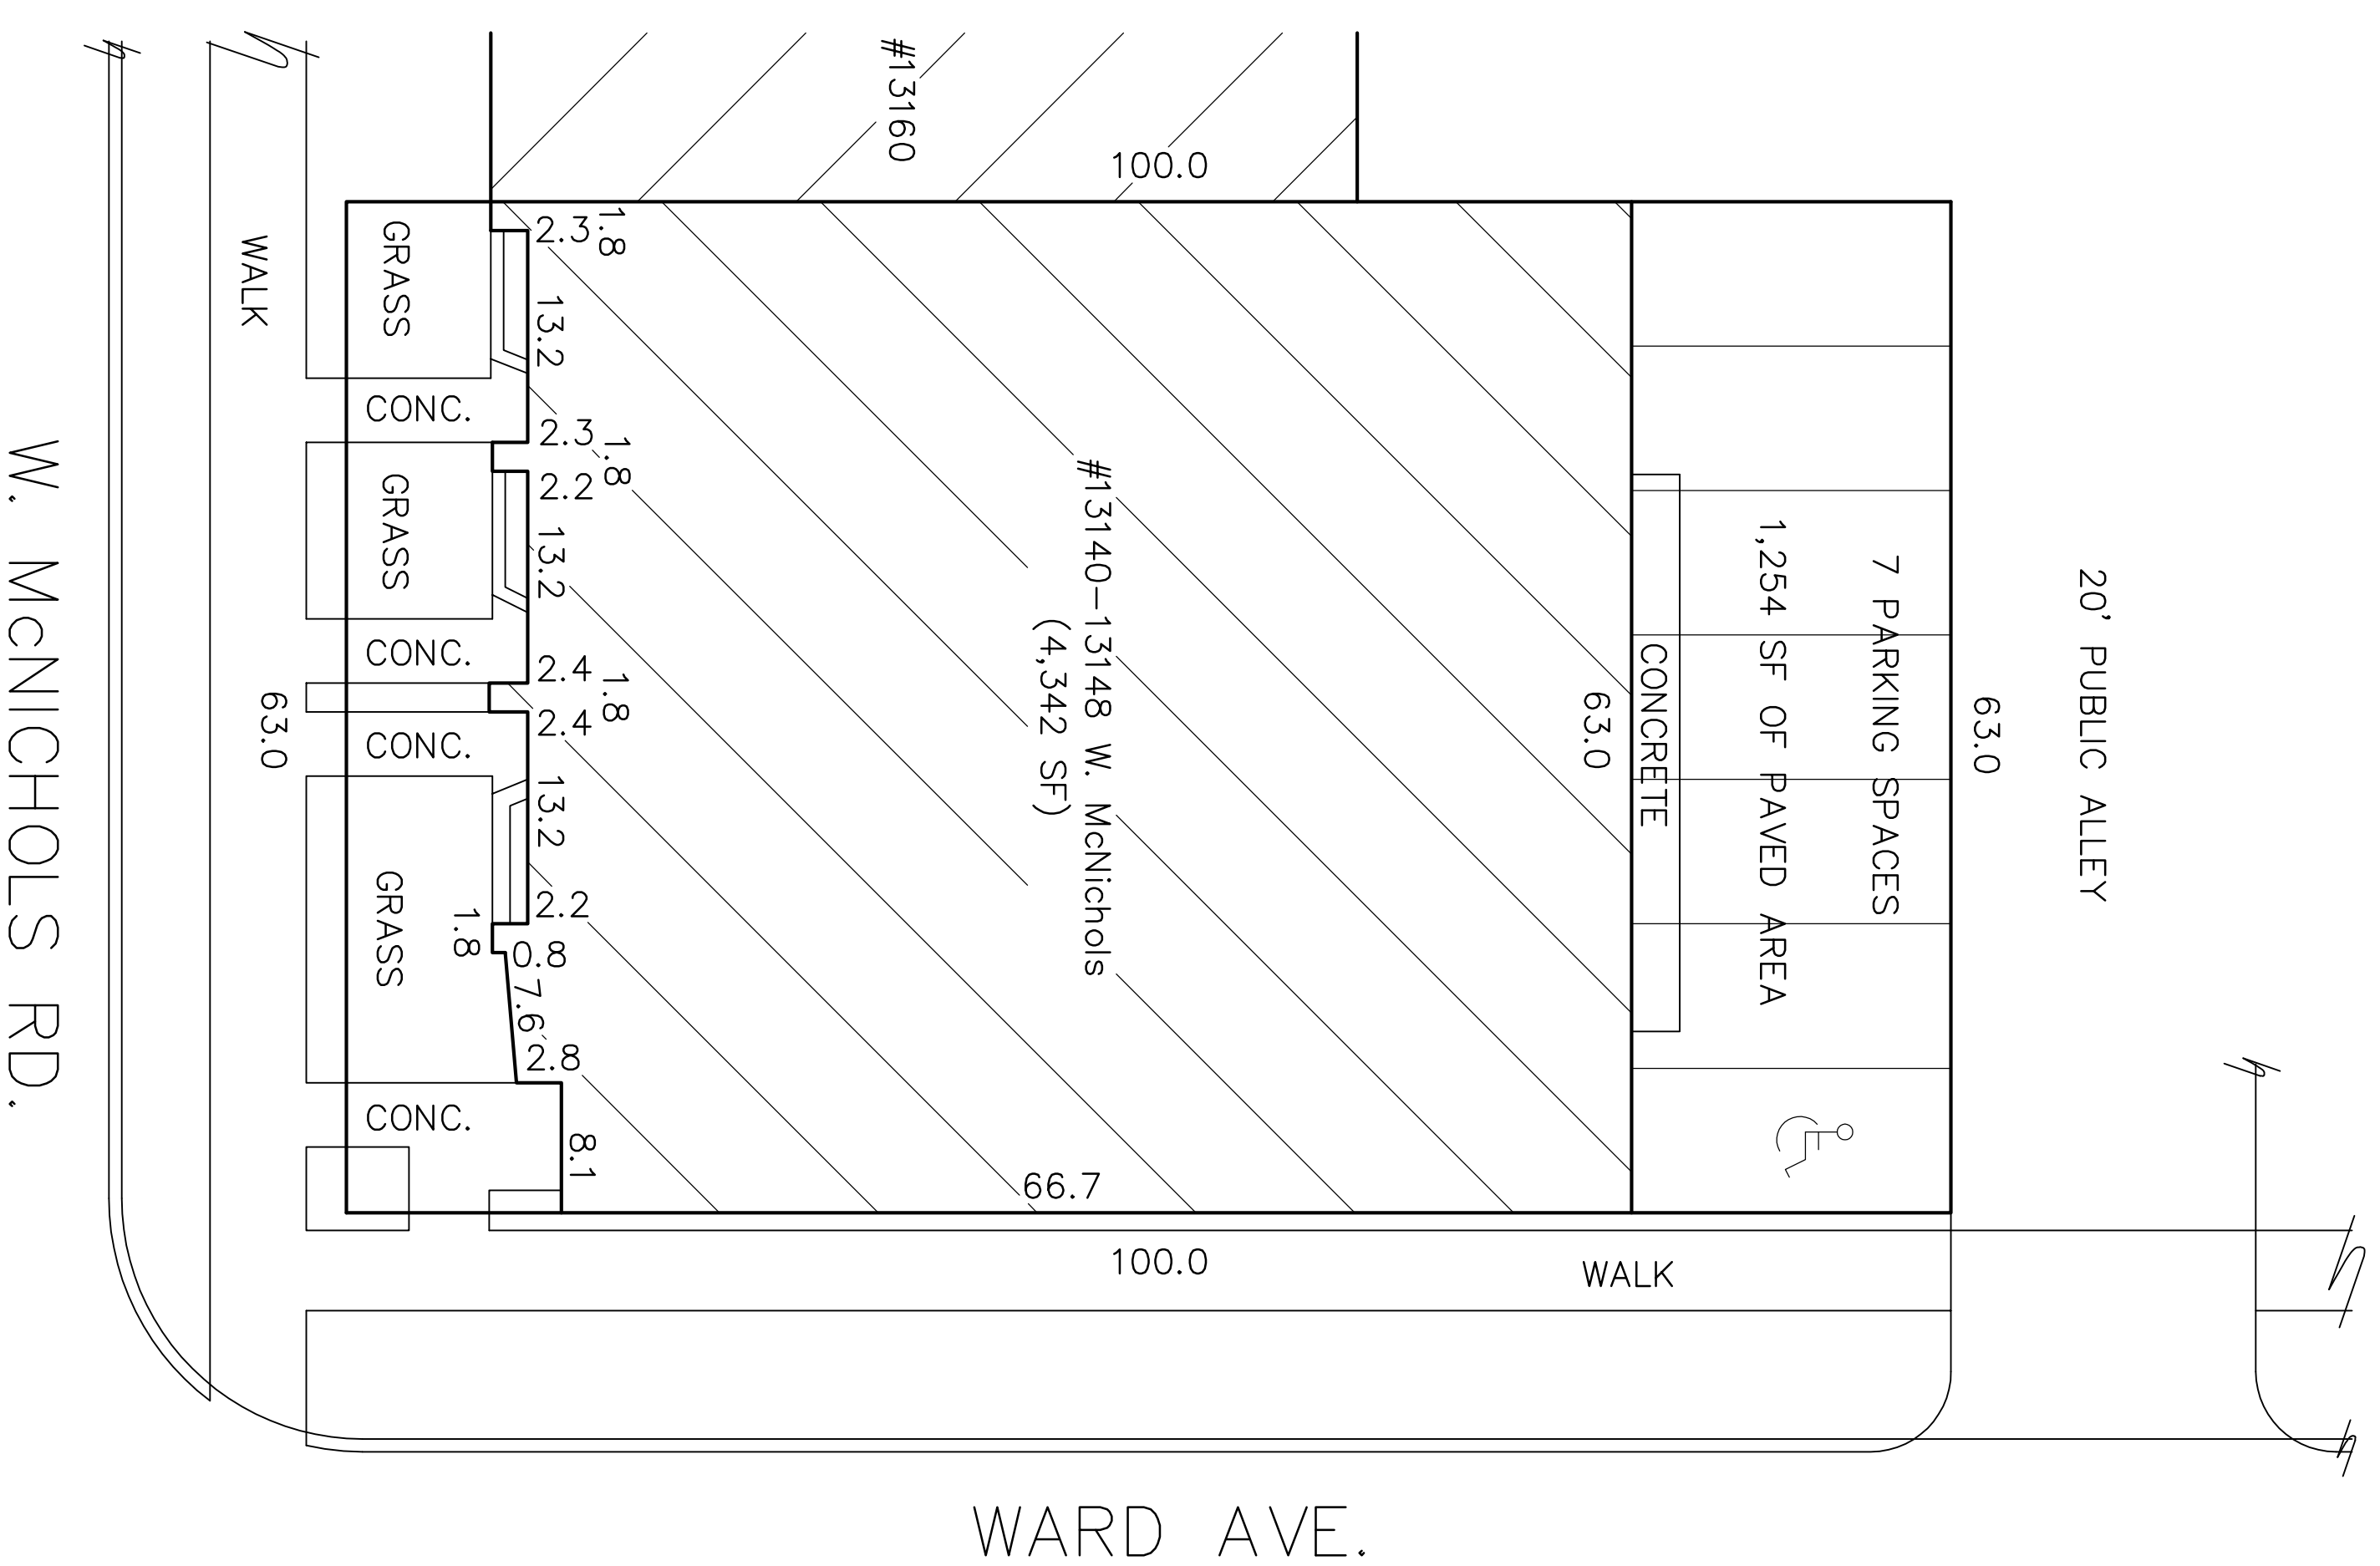 #13160
100.0
1.8
2.3
GRASS
WALK
13.2
CONC.
2.3
1.8
2.2
GRASS
13.2
CONC.
2.4
1.8
2.4
CONC.
13.2
2.2
GRASS
1.8
0.8
7.6
2.8
CONC.
8.1
63.0
W. McNICHOLS RD.
#13140-13148 W. McNichols
(4,342 SF)
63.0
CONCRETE
1,254 SF OF PAVED AREA
7 PARKING SPACES
63.0
20' PUBLIC ALLEY
66.7
100.0
WALK
WARD AVE.